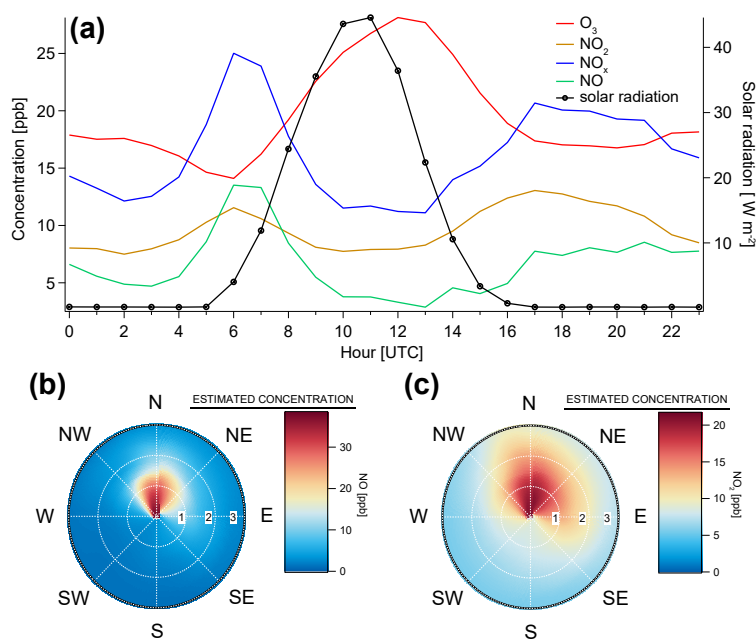 (a)
O₃
NO₂
NOₓ
NO
solar radiation
Concentration [ppb]
25
20
15
10
5
Solar radiation [ W m⁻²]
40
30
20
10
0 2 4 6 8 10 12 14 16 18 20 22
Hour [UTC]
(b)
ESTIMATED CONCENTRATION
N
NE
E
SE
S
SW
W
NW
1 2 3
30
20
10
0
NO [ppb]
(c)
ESTIMATED CONCENTRATION
N
NE
E
SE
S
SW
W
NW
1 2 3
20
15
10
5
0
NO₂ [ppb]